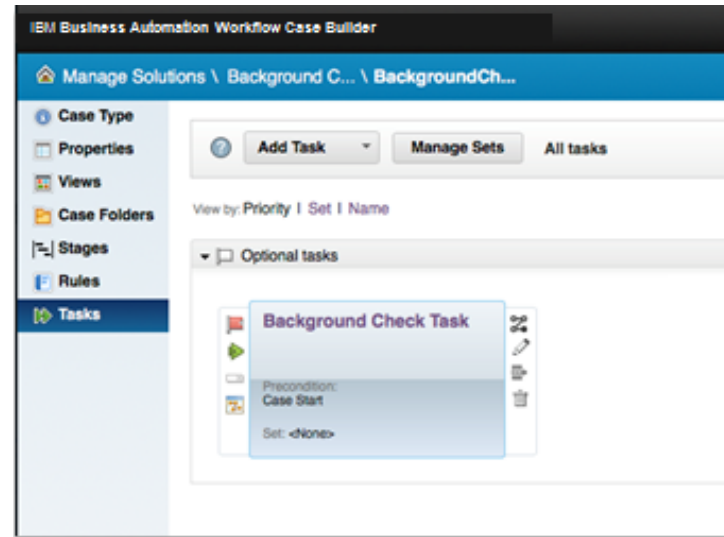 IBM Business Automation Workflow Case Builder
Manage Solutions \ Background C... \ BackgroundCh...
Case Type
Properties
Views
Case Folders
Stages
Rules
Tasks
Add Task
Manage Sets
All tasks
View by: Priority | Set | Name
Optional tasks
Background Check Task
Precondition:
Case Start
Set: <None>